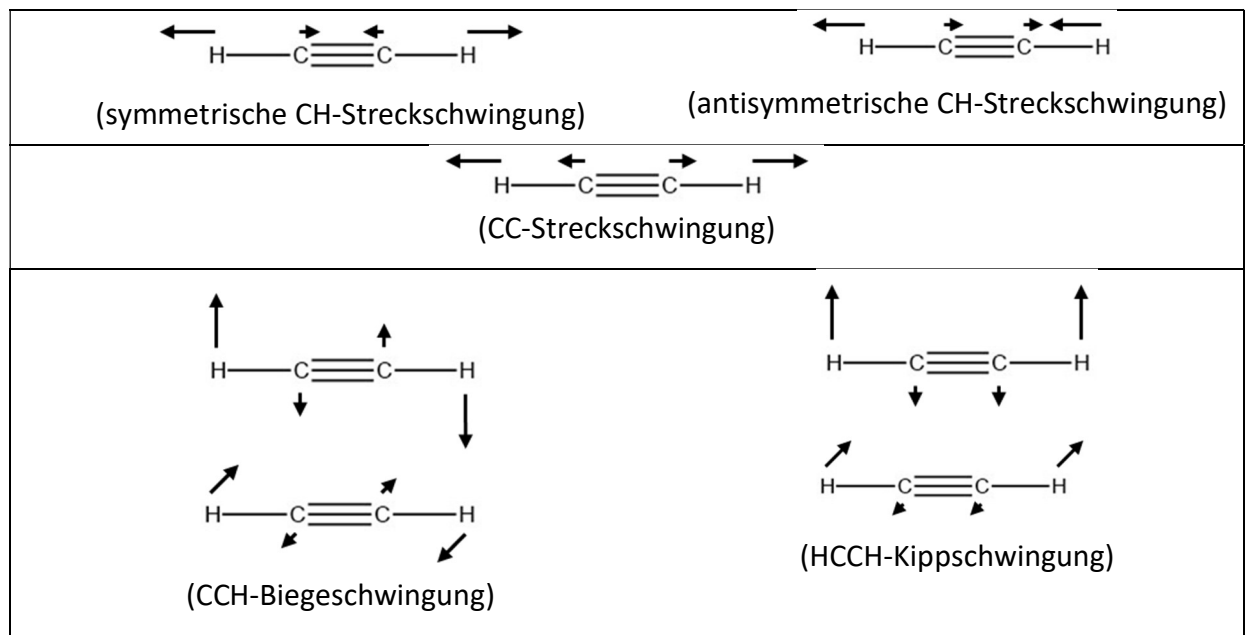 H C C H
H C C H
(symmetrische CH-Streckschwingung)
(antisymmetrische CH-Streckschwingung)
H C C H
(CC-Streckschwingung)
H C C H
H C C H
(CCH-Biegeschwingung)
H C C H
H C C H
(HCCH-Kippschwingung)